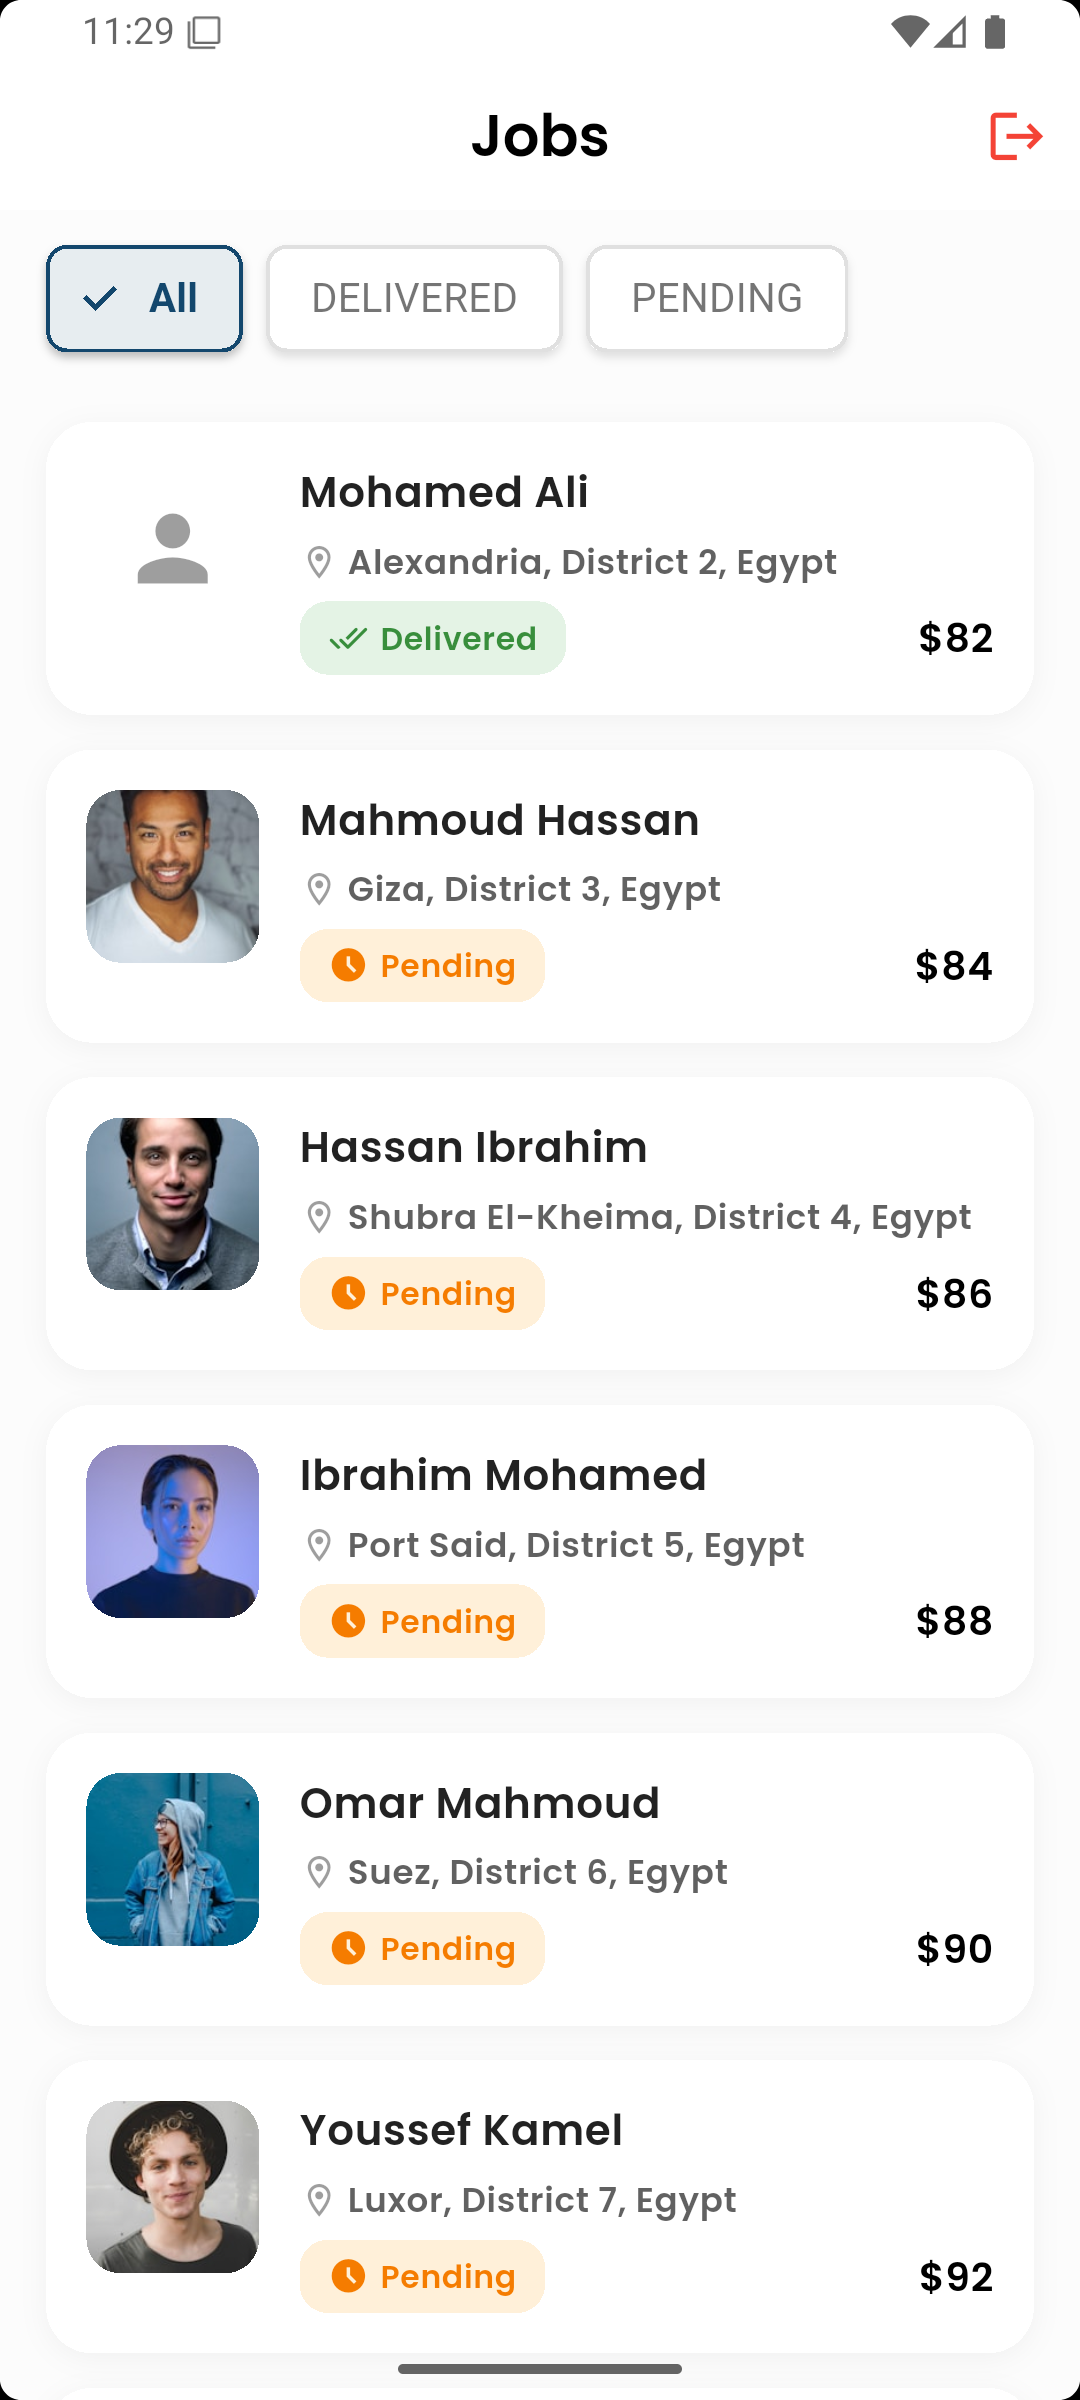 11:29
Jobs
All
DELIVERED
PENDING
Mohamed Ali
Alexandria, District 2, Egypt
Delivered
$82
Mahmoud Hassan
Giza, District 3, Egypt
Pending
$84
Hassan Ibrahim
Shubra El-Kheima, District 4, Egypt
Pending
$86
Ibrahim Mohamed
Port Said, District 5, Egypt
Pending
$88
Omar Mahmoud
Suez, District 6, Egypt
Pending
$90
Youssef Kamel
Luxor, District 7, Egypt
Pending
$92